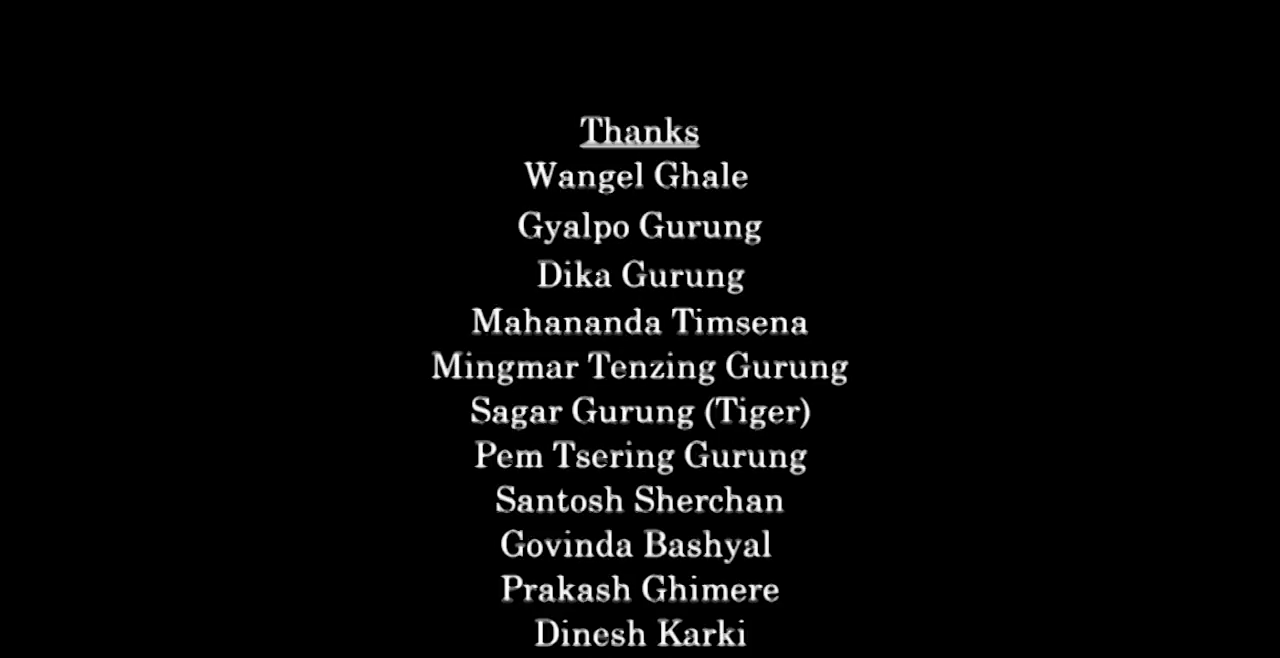 Thanks
Wangel Ghale
Gyalpo Gurung
Dika Gurung
Mahananda Timsena
Mingmar Tenzing Gurung
Sagar Gurung (Tiger)
Pem Tsering Gurung
Santosh Sherchan
Govinda Bashyal
Prakash Ghimere
Dinesh Karki